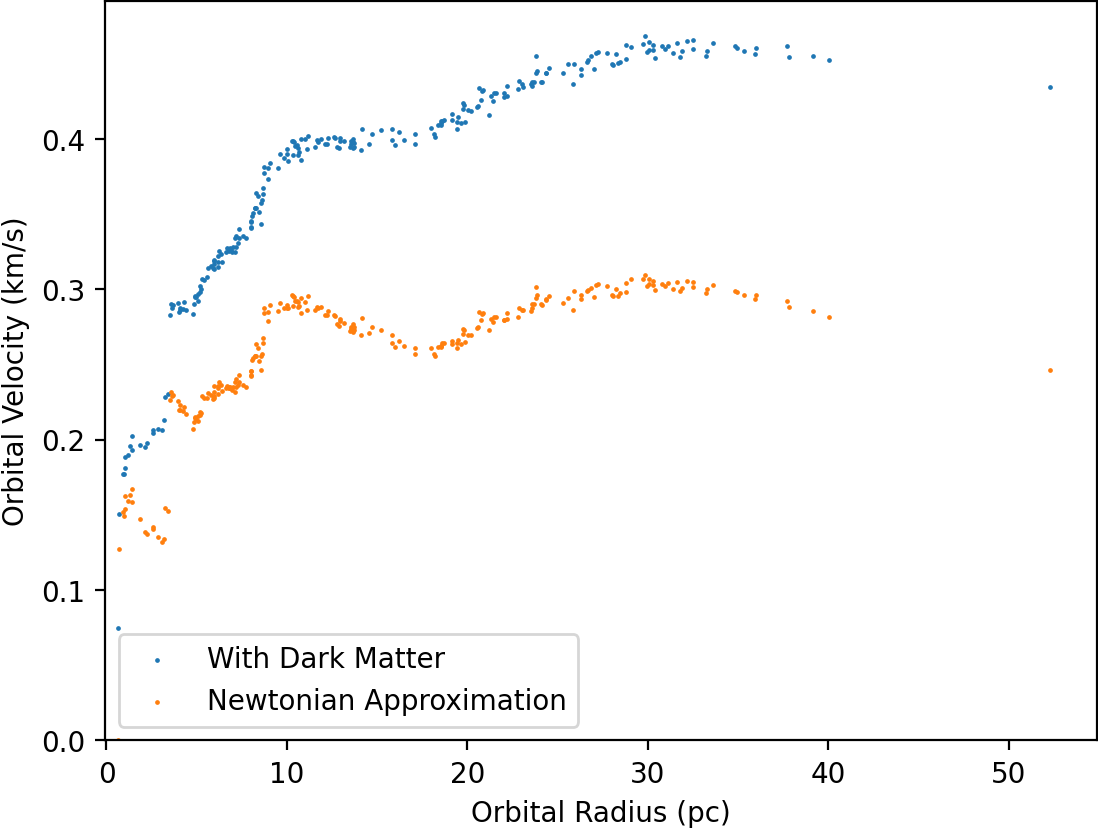 Orbital Velocity (km/s)
0.4
0.3
0.2
0.1
0.0
With Dark Matter
Newtonian Approximation
0 10 20 30 40 50
Orbital Radius (pc)